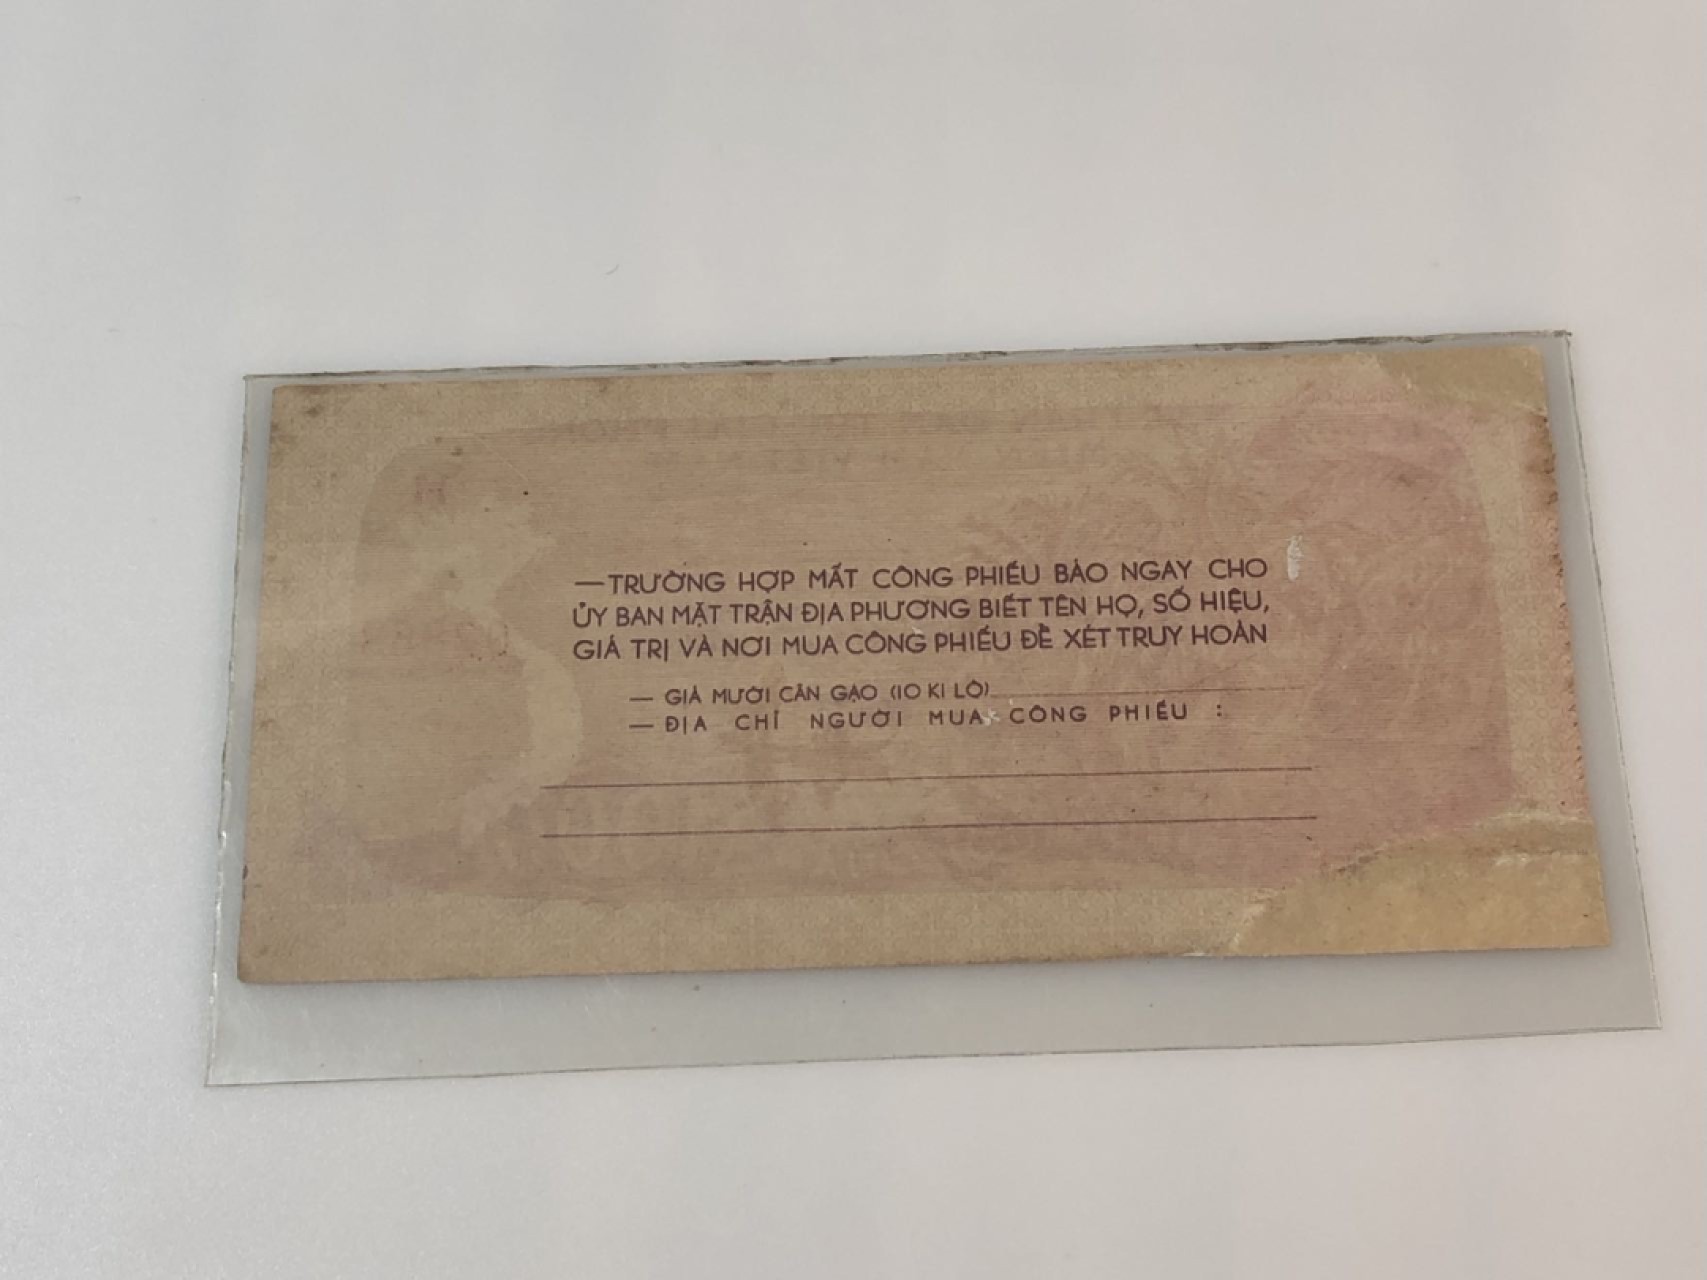 — TRƯỜNG HỢP MẤT CÔNG PHIẾU BÁO NGAY CHO
ỦY BAN MẶT TRẬN ĐỊA PHƯƠNG BIẾT TÊN HỌ, SỐ HIỆU,
GIÁ TRỊ VÀ NƠI MUA CÔNG PHIẾU ĐỂ XÉT TRUY HOÀN
— GIÁ MƯỜI CÂN GẠO (10 KI LÔ)
— ĐỊA CHỈ NGƯỜI MUA CÔNG PHIẾU :